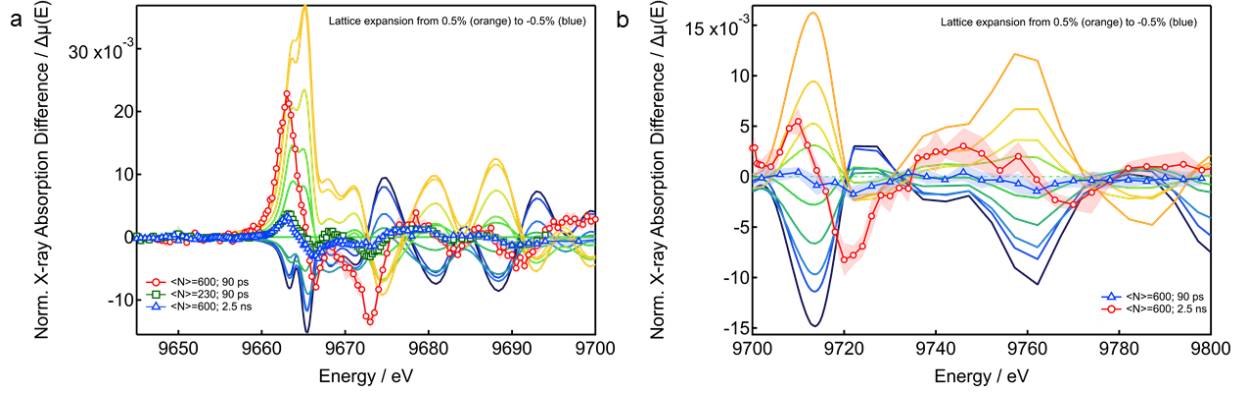 a
Lattice expansion from 0.5% (orange) to -0.5% (blue)
Norm. X-ray Absorption Difference / Δμ(E)
30 x10⁻³
20
10
0
-10
<N>=600; 90 ps
<N>=230; 90 ps
<N>=600; 2.5 ns
9650
9660
9670
9680
9690
9700
Energy / eV
b
Lattice expansion from 0.5% (orange) to -0.5% (blue)
Norm. X-ray Absorption Difference / Δμ(E)
15 x10⁻³
10
5
0
-5
-10
-15
<N>=600; 90 ps
<N>=600; 2.5 ns
9700
9720
9740
9760
9780
9800
Energy / eV